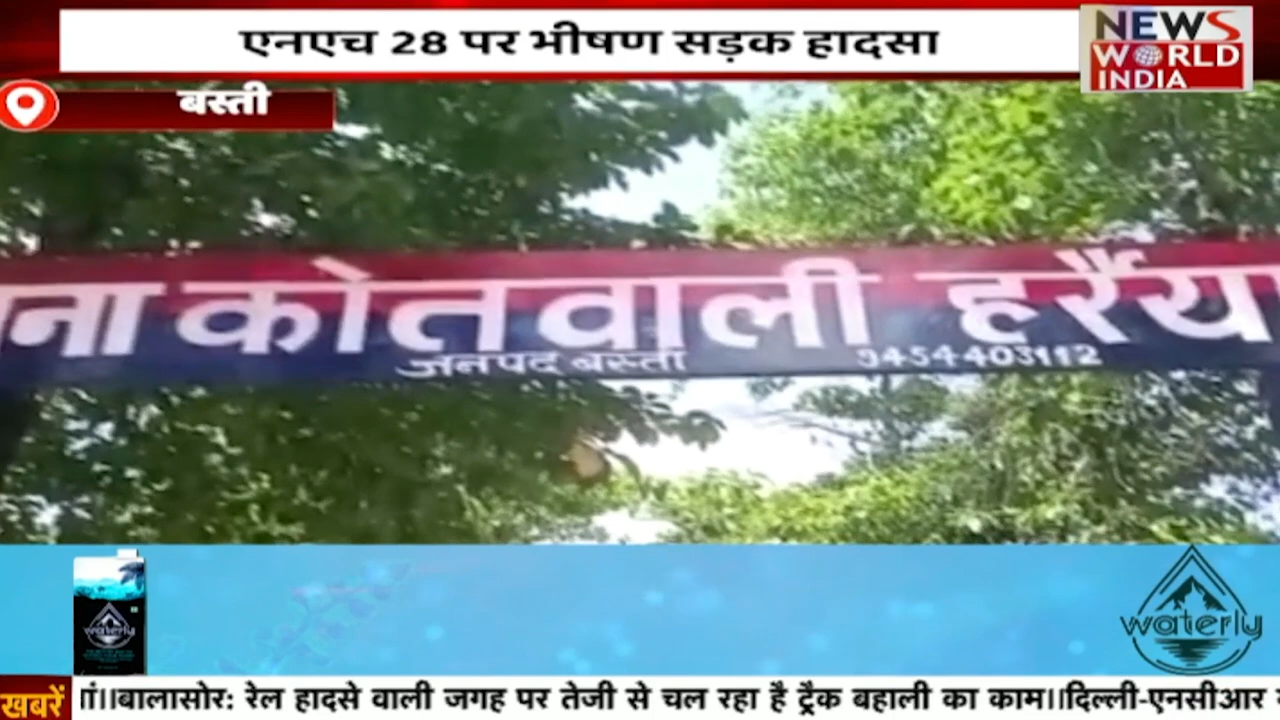 एनएच 28 पर भीषण सड़क हादसा
NEWS
WORLD
INDIA
बस्ती
ना कोतवाली हर्रैया
जनपद बस्ती 9454403112
waterly
waterly
खबरें
ां॥बालासोर: रेल हादसे वाली जगह पर तेजी से चल रहा है ट्रैक बहाली का काम॥दिल्ली-एनसीआर